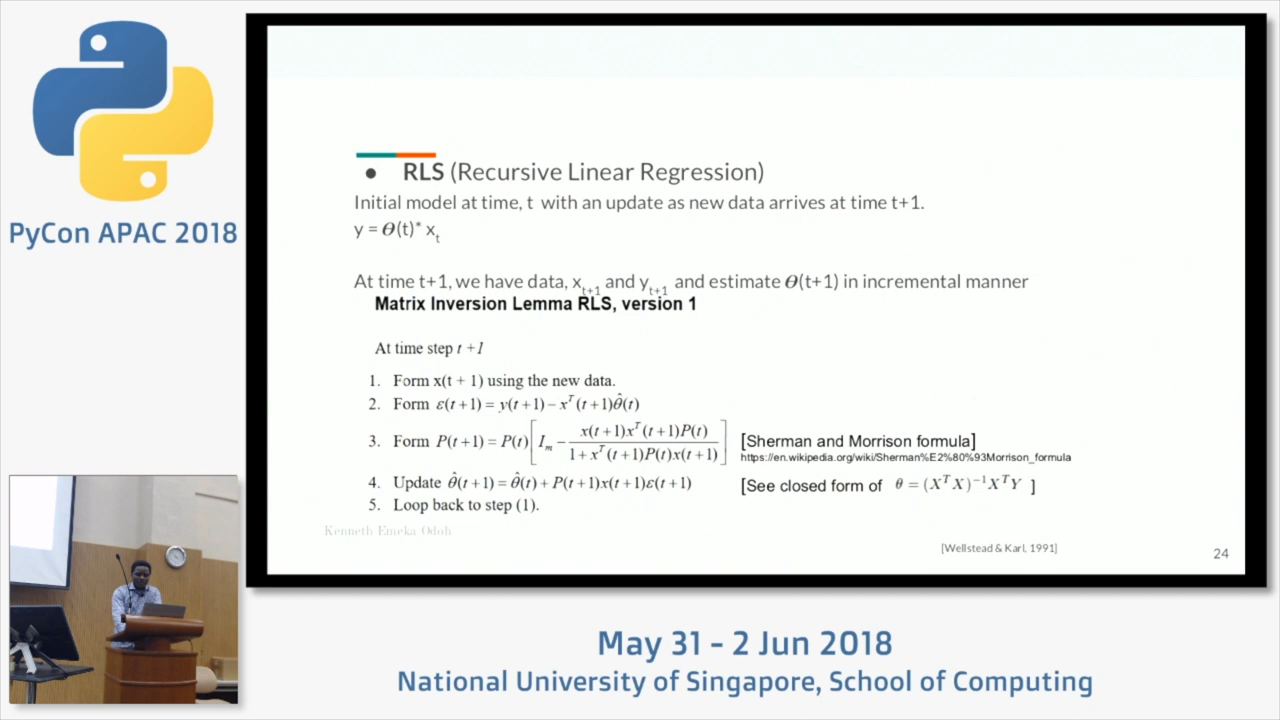 PyCon APAC 2018
● RLS (Recursive Linear Regression)
Initial model at time, t with an update as new data arrives at time t+1.
y = ϴ(t)* x_t
At time t+1, we have data, x_{t+1} and y_{t+1} and estimate ϴ(t+1) in incremental manner
Matrix Inversion Lemma RLS, version 1
At time step t +1
1. Form x(t + 1) using the new data.
2. Form ε(t+1) = y(t+1) − x^T(t+1)θ̂(t)
3. Form P(t+1) = P(t)[I_m − x(t+1)x^T(t+1)P(t) / 1 + x^T(t+1)P(t)x(t+1)] [Sherman and Morrison formula]
https://en.wikipedia.org/wiki/Sherman%E2%80%93Morrison_formula
4. Update θ̂(t+1) = θ̂(t) + P(t+1)x(t+1)ε(t+1) [See closed form of θ = (X^T X)^{-1} X^T Y ]
5. Loop back to step (1).
Kenneth Emeka Odoh
[Wellstead & Karl, 1991]
24
May 31 - 2 Jun 2018
National University of Singapore, School of Computing